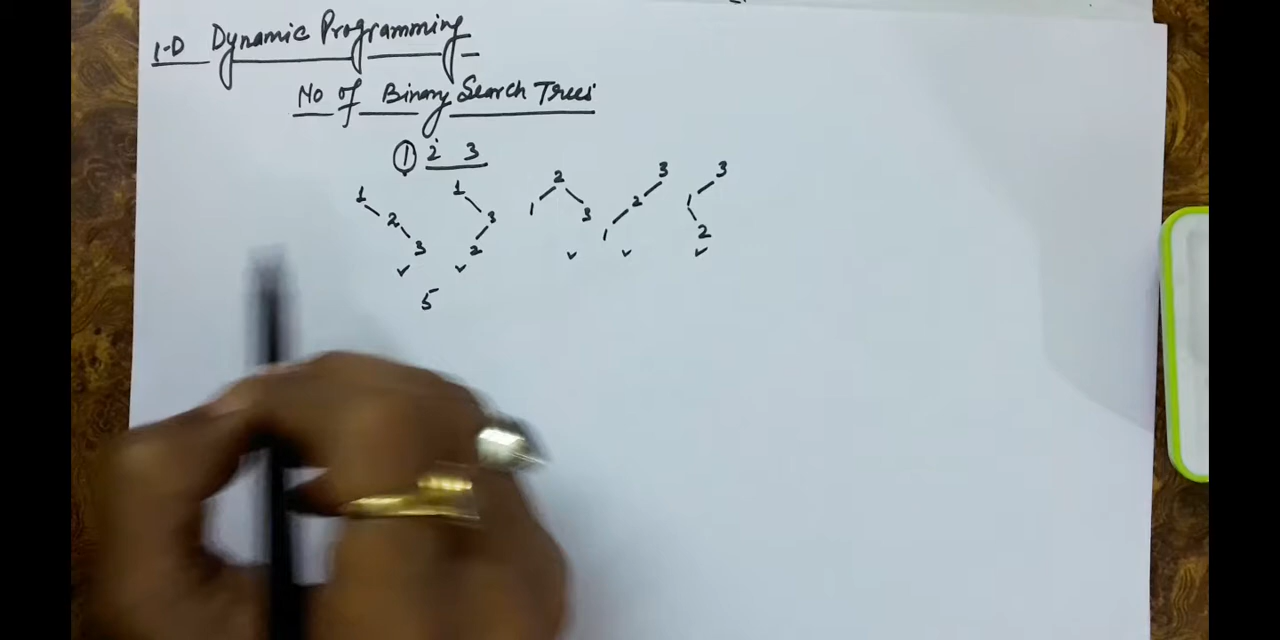 1-D Dynamic Programming
No of Binary Search Trees
1 2 3
1 1 2 3 3
2 3 1 3 2 1
3 2 1 2
5